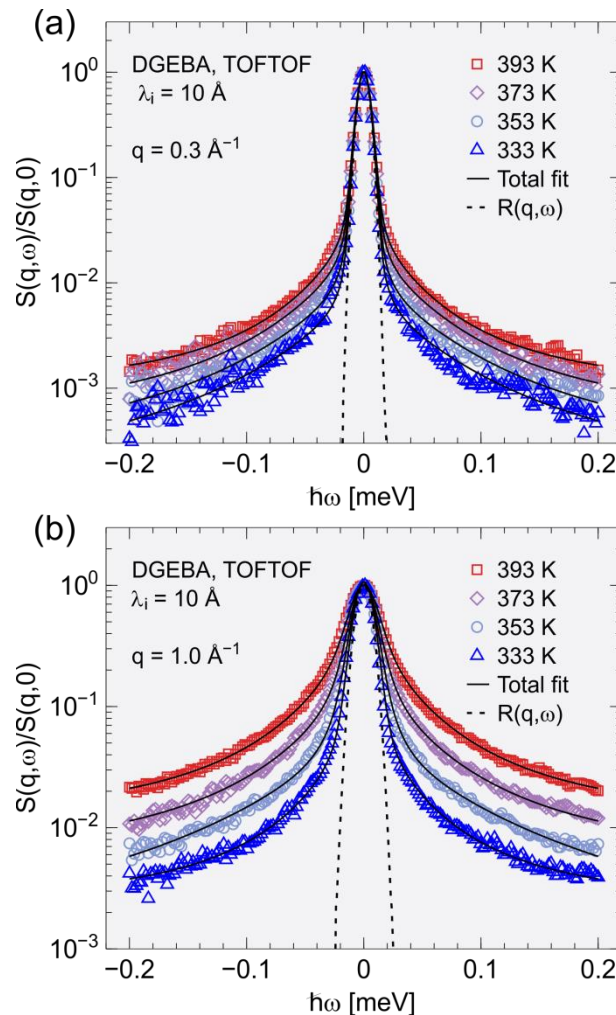 (a)
S(q,ω)/S(q,0)
10⁰
10⁻¹
10⁻²
10⁻³
DGEBA, TOFTOF
λᵢ = 10 Å
q = 0.3 Å⁻¹
393 K
373 K
353 K
333 K
Total fit
R(q,ω)
−0.2 −0.1 0 0.1 0.2
ħω [meV]
(b)
S(q,ω)/S(q,0)
10⁰
10⁻¹
10⁻²
10⁻³
DGEBA, TOFTOF
λᵢ = 10 Å
q = 1.0 Å⁻¹
393 K
373 K
353 K
333 K
Total fit
R(q,ω)
−0.2 −0.1 0 0.1 0.2
ħω [meV]